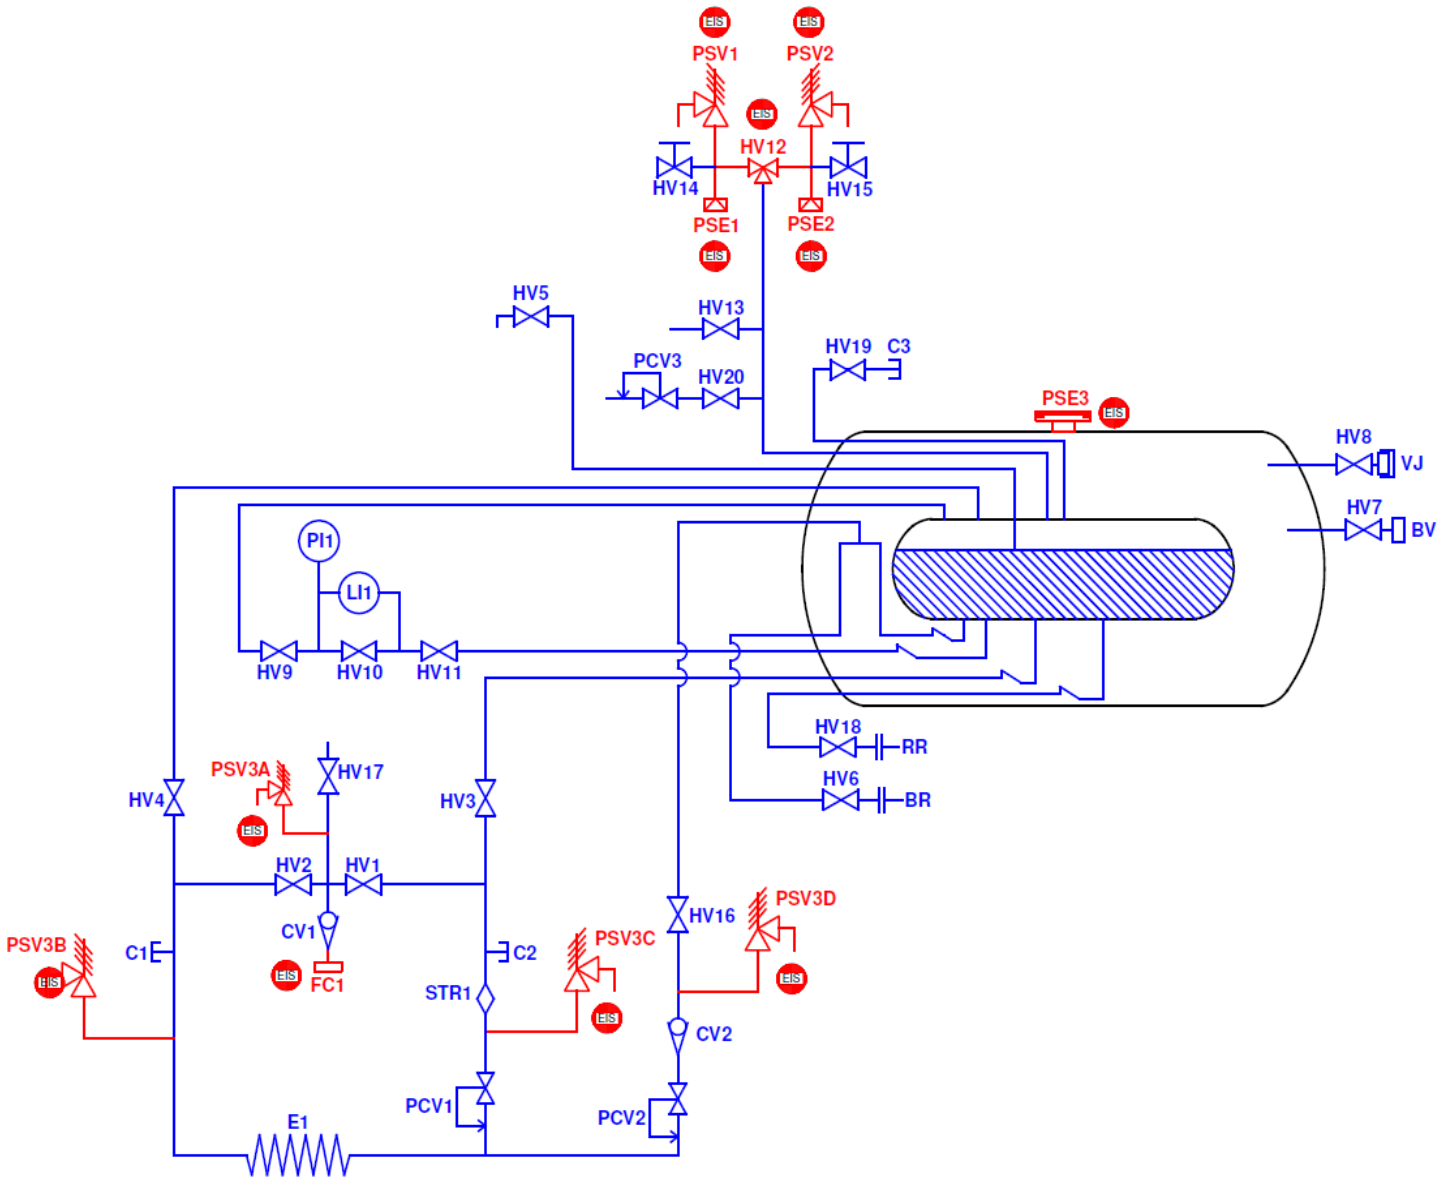 EIS EIS
PSV1 PSV2
EIS
HV12
HV14 HV15
PSE1 PSE2
EIS EIS
HV5
HV13
HV19 C3
PCV3 HV20
PSE3 EIS
HV8
VJ
HV7
BV
PI1
LI1
HV9 HV10 HV11
HV18
RR
PSV3A HV17
HV6
BR
HV4 HV3
EIS
HV2 HV1
PSV3D
HV16
CV1
PSV3B C1 C2 PSV3C
EIS EIS EIS
FC1
STR1
EIS
CV2
PCV1
PCV2
E1